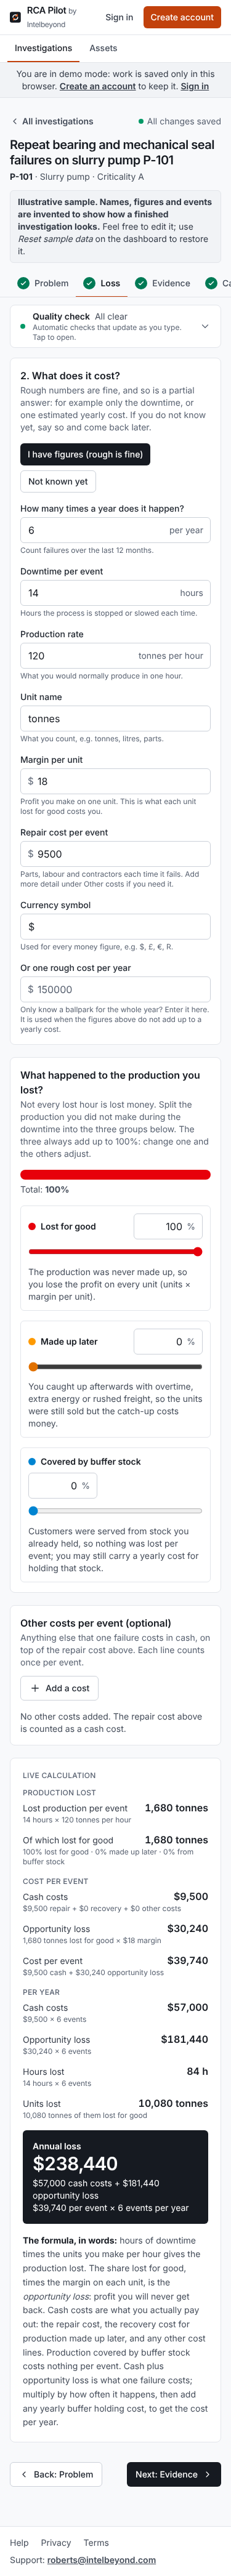 RCA Pilot by
Intelbeyond
Sign in
Create account
Investigations
Assets
You are in demo mode: work is saved only in this
browser. Create an account to keep it. Sign in
All investigations
All changes saved
Repeat bearing and mechanical seal
failures on slurry pump P-101
P-101 · Slurry pump · Criticality A
Illustrative sample. Names, figures and events
are invented to show how a finished
investigation looks. Feel free to edit it; use
Reset sample data on the dashboard to restore
it.
Problem
Loss
Evidence
Ca
Quality check All clear
Automatic checks that update as you type.
Tap to open.
2. What does it cost?
Rough numbers are fine, and so is a partial
answer: for example only the downtime, or
one estimated yearly cost. If you do not know
yet, say so and come back later.
I have figures (rough is fine)
Not known yet
How many times a year does it happen?
6
per year
Count failures over the last 12 months.
Downtime per event
14
hours
Hours the process is stopped or slowed each time.
Production rate
120
tonnes per hour
What you would normally produce in one hour.
Unit name
tonnes
What you count, e.g. tonnes, litres, parts.
Margin per unit
$ 18
Profit you make on one unit. This is what each unit
lost for good costs you.
Repair cost per event
$ 9500
Parts, labour and contractors each time it fails. Add
more detail under Other costs if you need it.
Currency symbol
$
Used for every money figure, e.g. $, £, €, R.
Or one rough cost per year
$ 150000
Only know a ballpark for the whole year? Enter it here.
It is used when the figures above do not add up to a
yearly cost.
What happened to the production you
lost?
Not every lost hour is lost money. Split the
production you did not make during the
downtime into the three groups below. The
three always add up to 100%: change one and
the others adjust.
Total: 100%
Lost for good
100 %
The production was never made up, so
you lose the profit on every unit (units ×
margin per unit).
Made up later
0 %
You caught up afterwards with overtime,
extra energy or rushed freight, so the units
were still sold but the catch-up costs
money.
Covered by buffer stock
0 %
Customers were served from stock you
already held, so nothing was lost per
event; you may still carry a yearly cost for
holding that stock.
Other costs per event (optional)
Anything else that one failure costs in cash, on
top of the repair cost above. Each line counts
once per event.
Add a cost
No other costs added. The repair cost above
is counted as a cash cost.
LIVE CALCULATION
PRODUCTION LOST
Lost production per event
1,680 tonnes
14 hours × 120 tonnes per hour
Of which lost for good
1,680 tonnes
100% lost for good · 0% made up later · 0% from
buffer stock
COST PER EVENT
Cash costs
$9,500
$9,500 repair + $0 recovery + $0 other costs
Opportunity loss
$30,240
1,680 tonnes lost for good × $18 margin
Cost per event
$39,740
$9,500 cash + $30,240 opportunity loss
PER YEAR
Cash costs
$57,000
$9,500 × 6 events
Opportunity loss
$181,440
$30,240 × 6 events
Hours lost
84 h
14 hours × 6 events
Units lost
10,080 tonnes
10,080 tonnes of them lost for good
Annual loss
$238,440
$57,000 cash costs + $181,440
opportunity loss
$39,740 per event × 6 events per year
The formula, in words: hours of downtime
times the units you make per hour gives the
production lost. The share lost for good,
times the margin on each unit, is the
opportunity loss: profit you will never get
back. Cash costs are what you actually pay
out: the repair cost, the recovery cost for
production made up later, and any other cost
lines. Production covered by buffer stock
costs nothing per event. Cash plus
opportunity loss is what one failure costs;
multiply by how often it happens, then add
any yearly buffer holding cost, to get the cost
per year.
Back: Problem
Next: Evidence
Help
Privacy
Terms
Support: roberts@intelbeyond.com